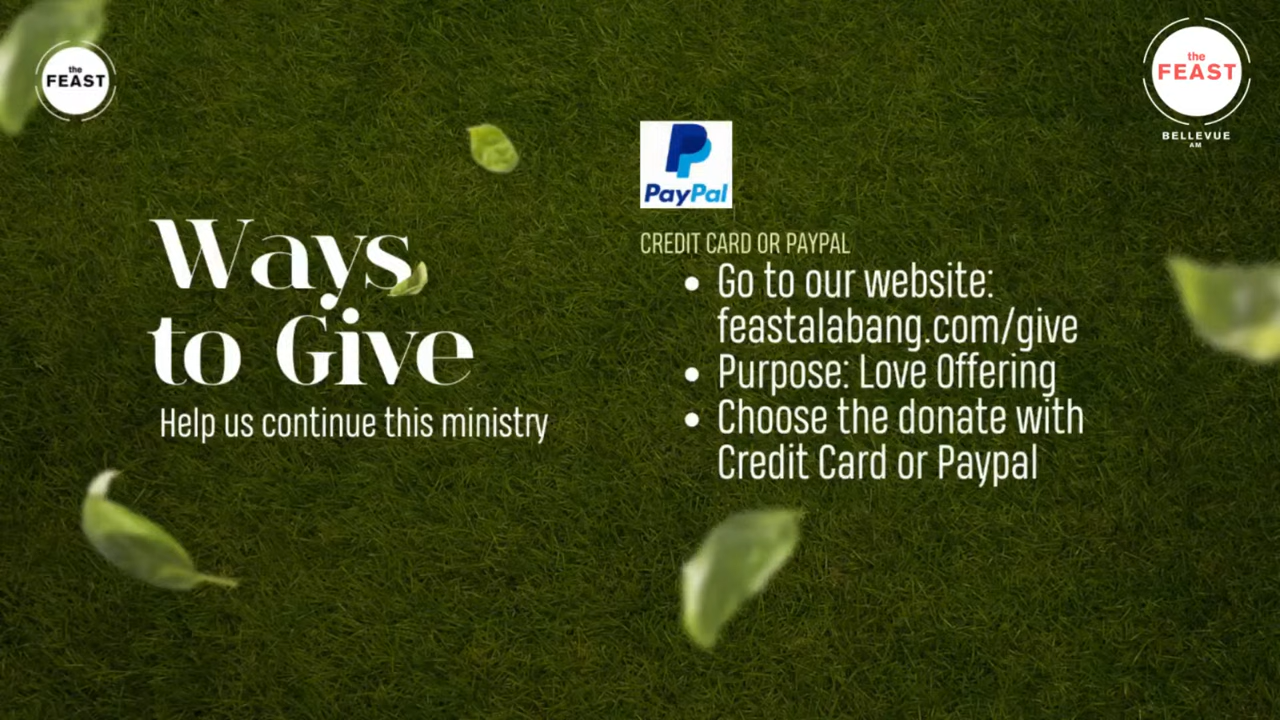 the
FEAST
the
FEAST
BELLEVUE
AM
Ways
to Give
Help us continue this ministry
PayPal
CREDIT CARD OR PAYPAL
• Go to our website:
feastalabang.com/give
• Purpose: Love Offering
• Choose the donate with
Credit Card or Paypal